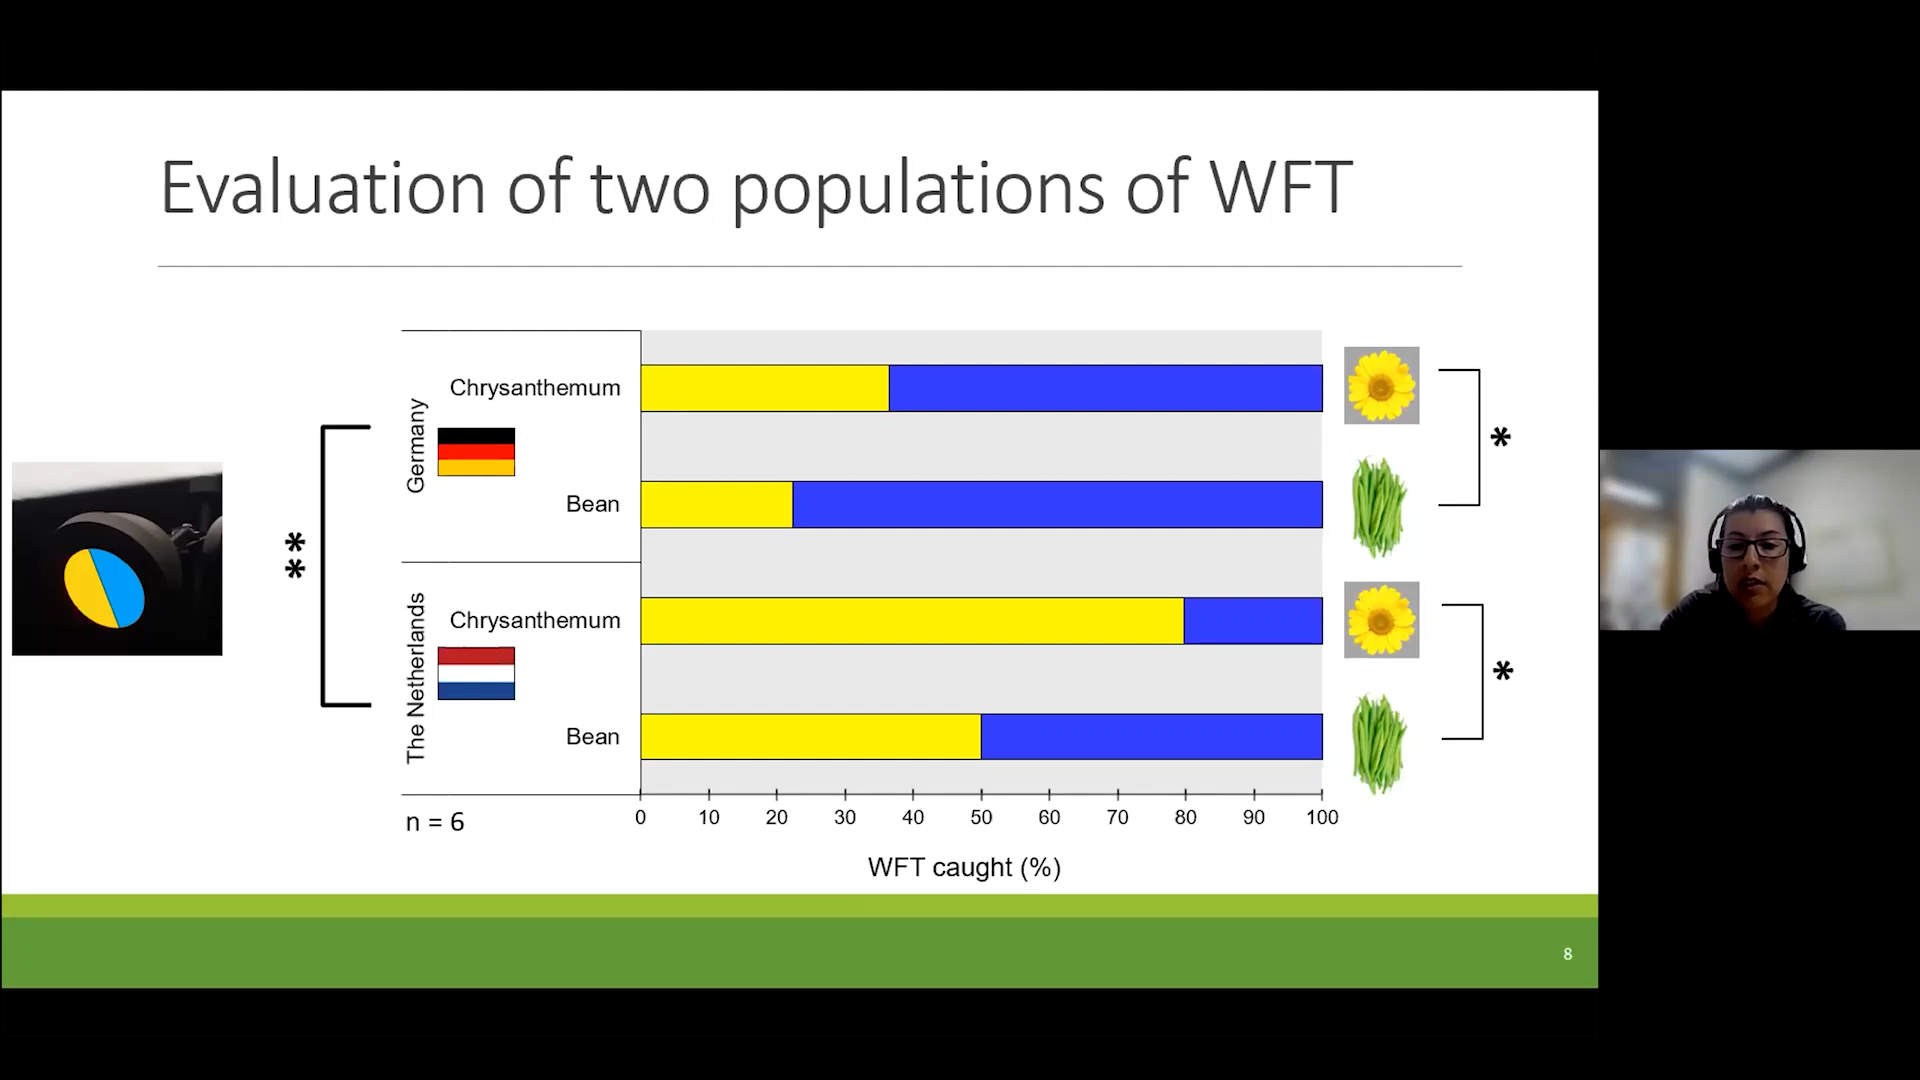 Evaluation of two populations of WFT
Germany
Chrysanthemum
Bean
The Netherlands
Chrysanthemum
Bean
*
*
**
n = 6
0 10 20 30 40 50 60 70 80 90 100
WFT caught (%)
8